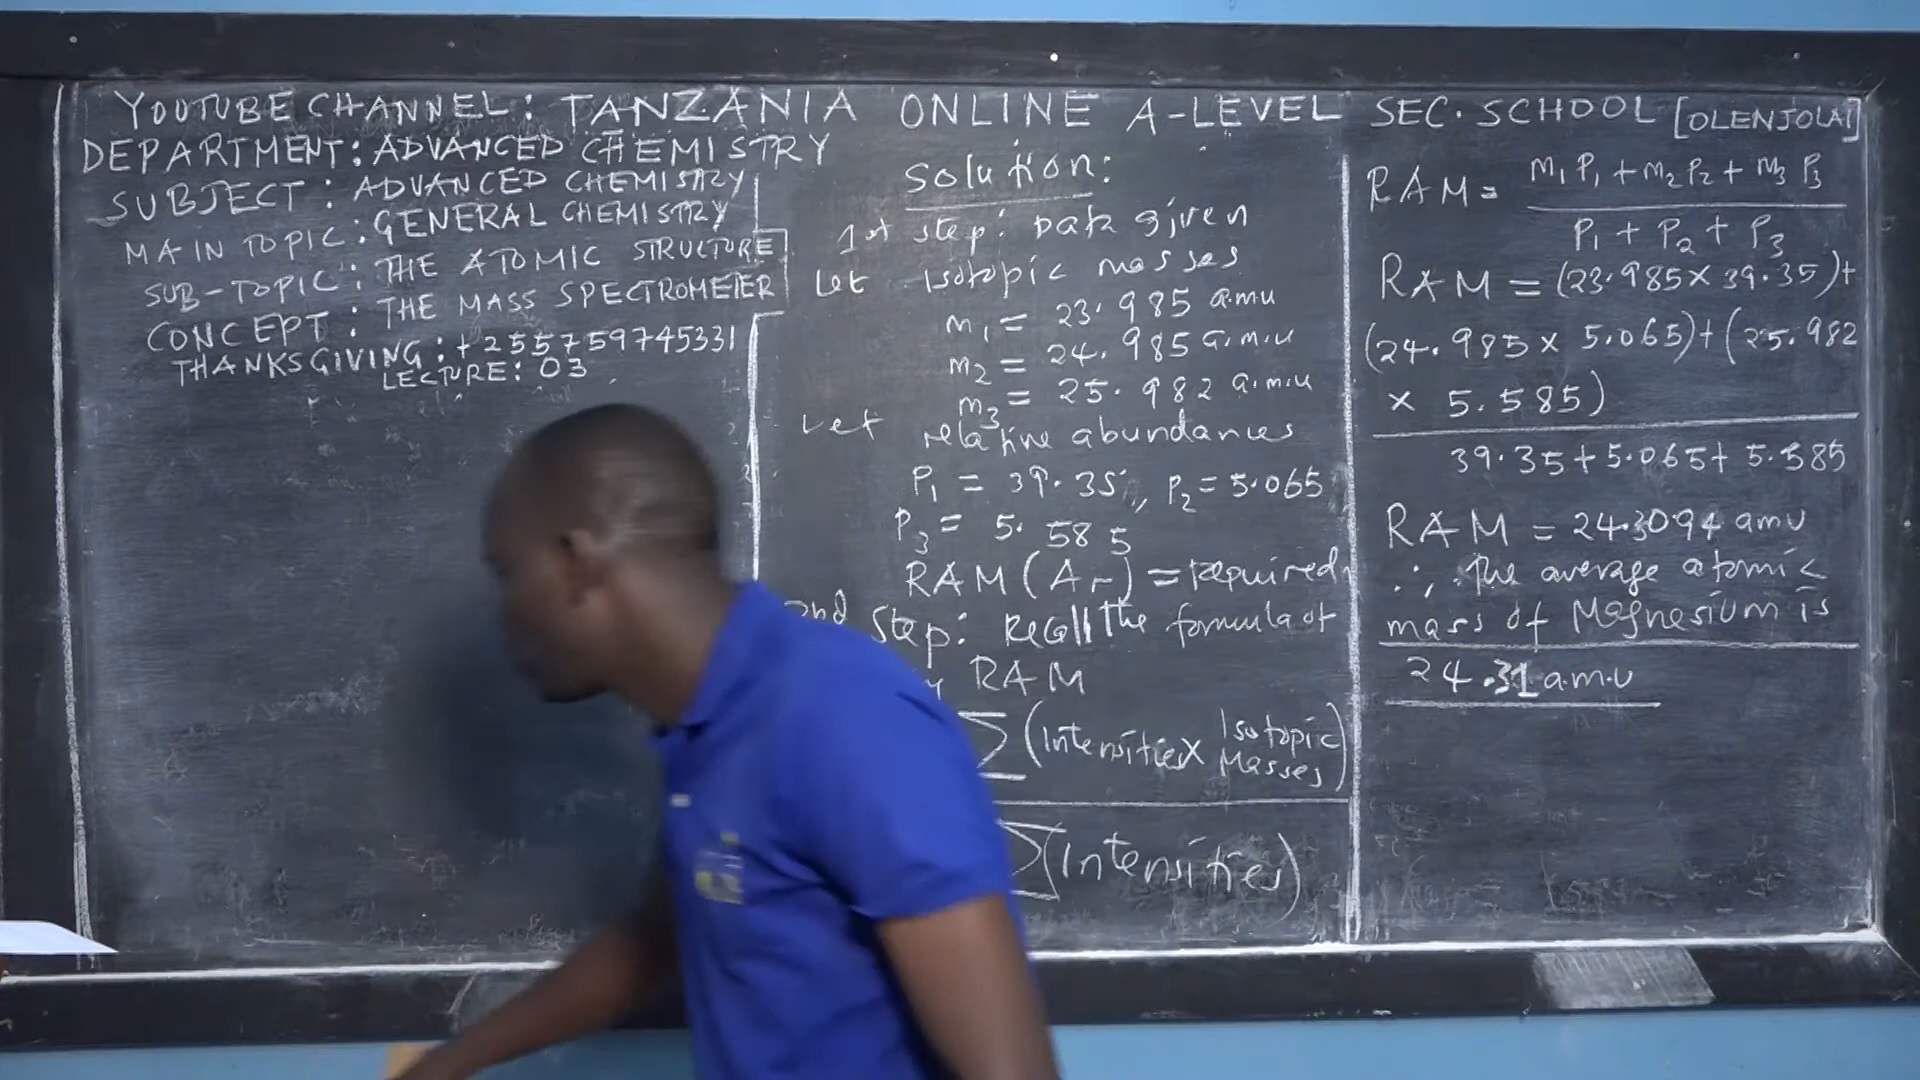 YOUTUBE CHANNEL: TANZANIA ONLINE A-LEVEL SEC. SCHOOL [OLENJOLAI]
DEPARTMENT: ADVANCED CHEMISTRY
SUBJECT: ADVANCED CHEMISTRY
MAIN TOPIC: GENERAL CHEMISTRY
SUB-TOPIC: THE ATOMIC STRUCTURE
CONCEPT: THE MASS SPECTROMETER
THANKS GIVING: +255759745331
LECTURE: 03
Solution:
1st step: Data given
Let Isotopic masses
m₁ = 23.985 a.mu
m₂ = 24.985 a.m.u
m₃ = 25.982 a.m.u
Let relative abundances
P₁ = 39.35, P₂ = 5.065
P₃ = 5.585
RAM (Ar) = required
2nd Step: Recall the formula of
RAM
∑(Intensities x Isotopic Masses)
∑(Intensities)
RAM = m₁P₁ + m₂P₂ + m₃P₃
P₁ + P₂ + P₃
RAM = (23.985 x 39.35) +
(24.985 x 5.065) + (25.982
x 5.585)
39.35 + 5.065 + 5.585
RAM = 24.3094 amu
∴ The average atomic
mass of Magnesium is
24.31 a.m.u